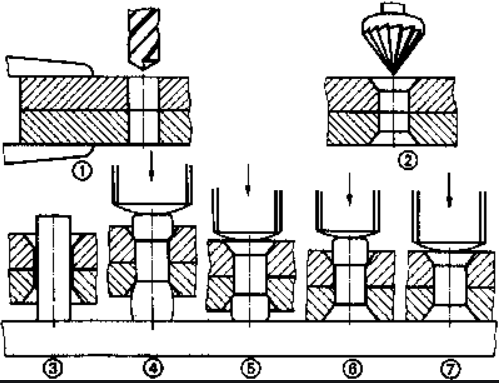 ① ②
③ ④ ⑤ ⑥ ⑦